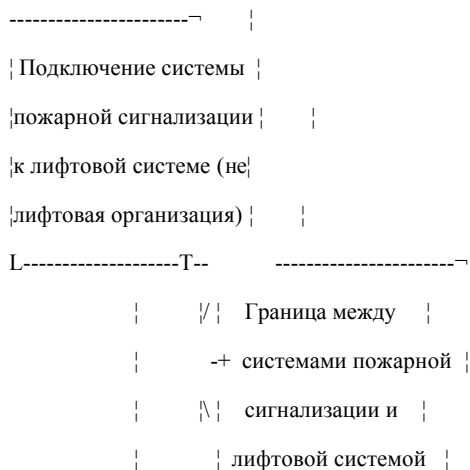 -----------------------¬ ¦
¦ Подключение системы ¦
¦пожарной сигнализации ¦ ¦
¦к лифтовой системе (не¦
¦лифтовая организация) ¦ ¦
L--------------------T-- -----------------------¬
¦ ¦/ ¦ Граница между ¦
¦ -+ системами пожарной ¦
¦ ¦\ ¦ сигнализации и ¦
¦ ¦ лифтовой системой ¦